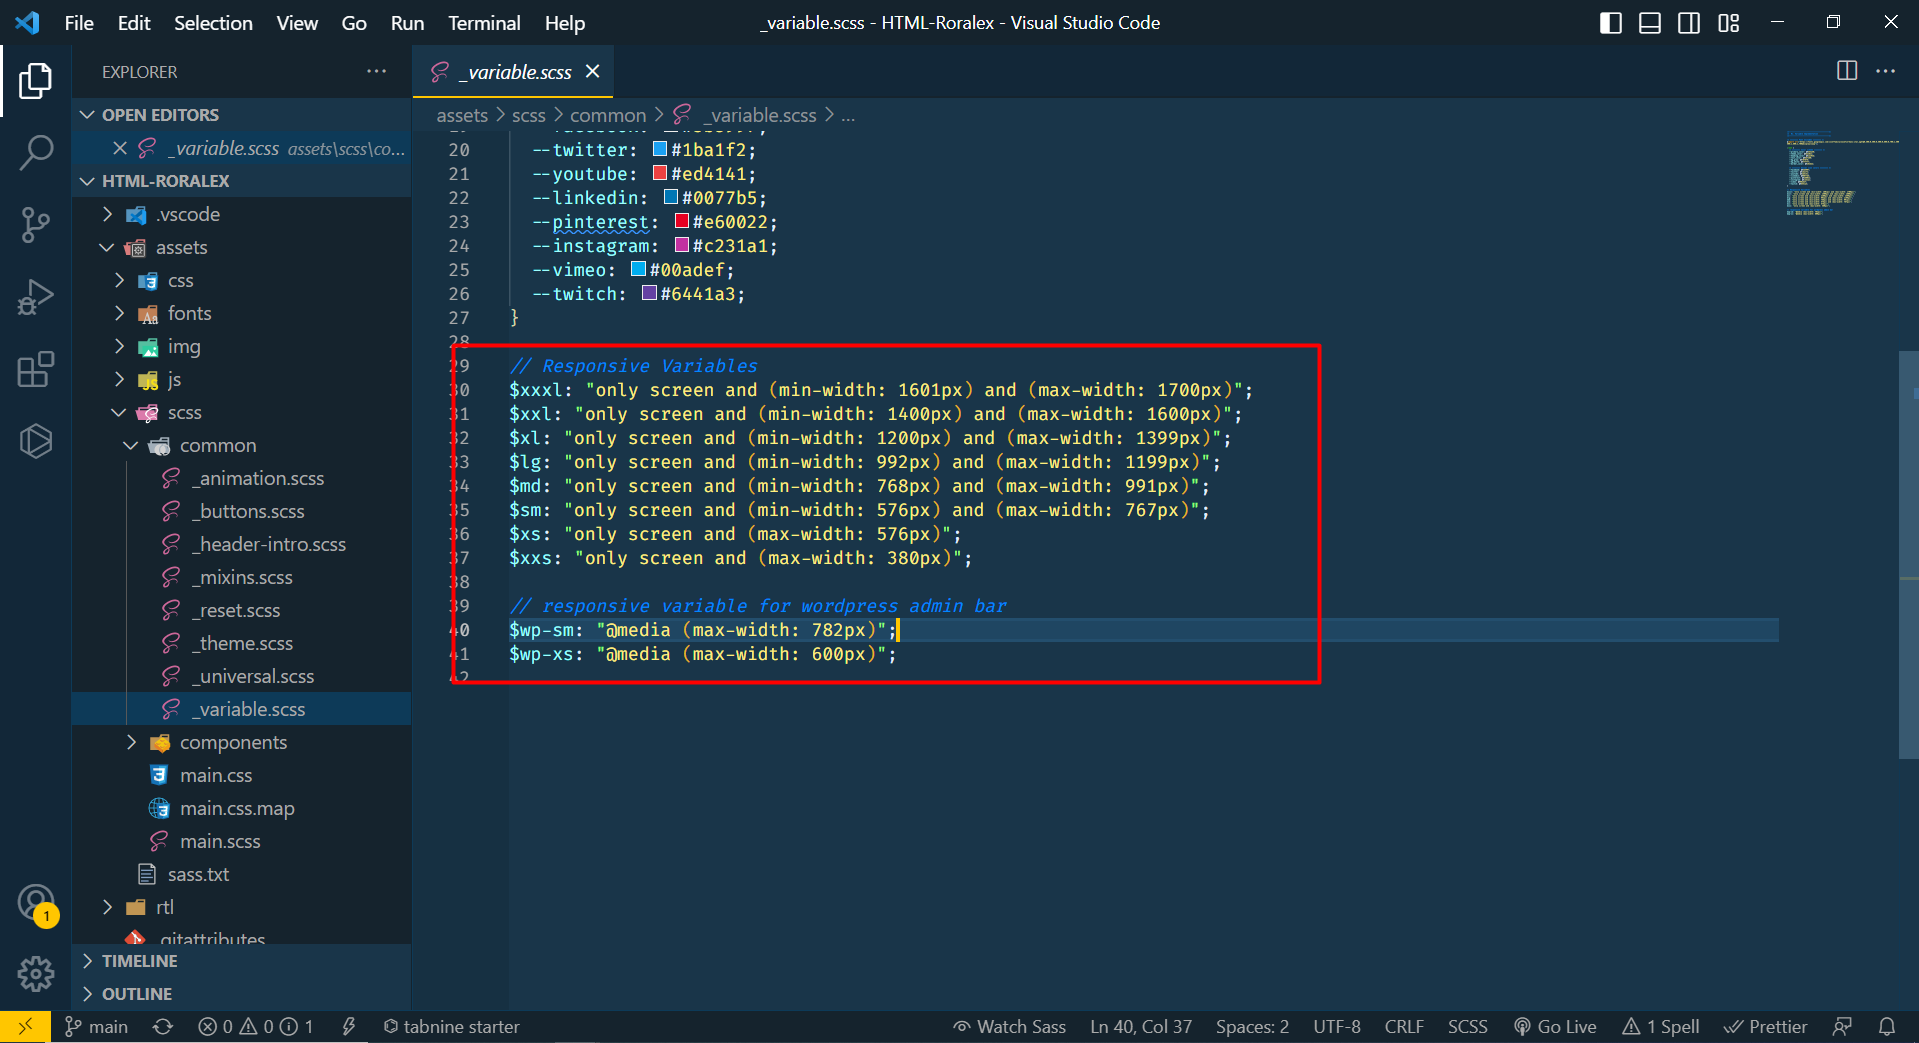 File Edit Selection View Go Run Terminal Help
_variable.scss - HTML-Roralex - Visual Studio Code
EXPLORER
OPEN EDITORS
_variable.scss assets\scss\co...
HTML-RORALEX
.vscode
assets
css
fonts
img
js
scss
common
_animation.scss
_buttons.scss
_header-intro.scss
_mixins.scss
_reset.scss
_theme.scss
_universal.scss
_variable.scss
components
main.css
main.css.map
main.scss
sass.txt
rtl
.gitattributes
TIMELINE
OUTLINE
_variable.scss
assets > scss > common > _variable.scss > ...
20 --twitter: #1ba1f2;
21 --youtube: #ed4141;
22 --linkedin: #0077b5;
23 --pinterest: #e60022;
24 --instagram: #c231a1;
25 --vimeo: #00adef;
26 --twitch: #6441a3;
27 }
28
29 // Responsive Variables
30 $xxxl: "only screen and (min-width: 1601px) and (max-width: 1700px)";
31 $xxl: "only screen and (min-width: 1400px) and (max-width: 1600px)";
32 $xl: "only screen and (min-width: 1200px) and (max-width: 1399px)";
33 $lg: "only screen and (min-width: 992px) and (max-width: 1199px)";
34 $md: "only screen and (min-width: 768px) and (max-width: 991px)";
35 $sm: "only screen and (min-width: 576px) and (max-width: 767px)";
36 $xs: "only screen and (max-width: 576px)";
37 $xxs: "only screen and (max-width: 380px)";
38
39 // responsive variable for wordpress admin bar
40 $wp-sm: "@media (max-width: 782px)";
41 $wp-xs: "@media (max-width: 600px)";
42
1
main 0 0 1 tabnine starter Watch Sass Ln 40, Col 37 Spaces: 2 UTF-8 CRLF SCSS Go Live 1 Spell Prettier